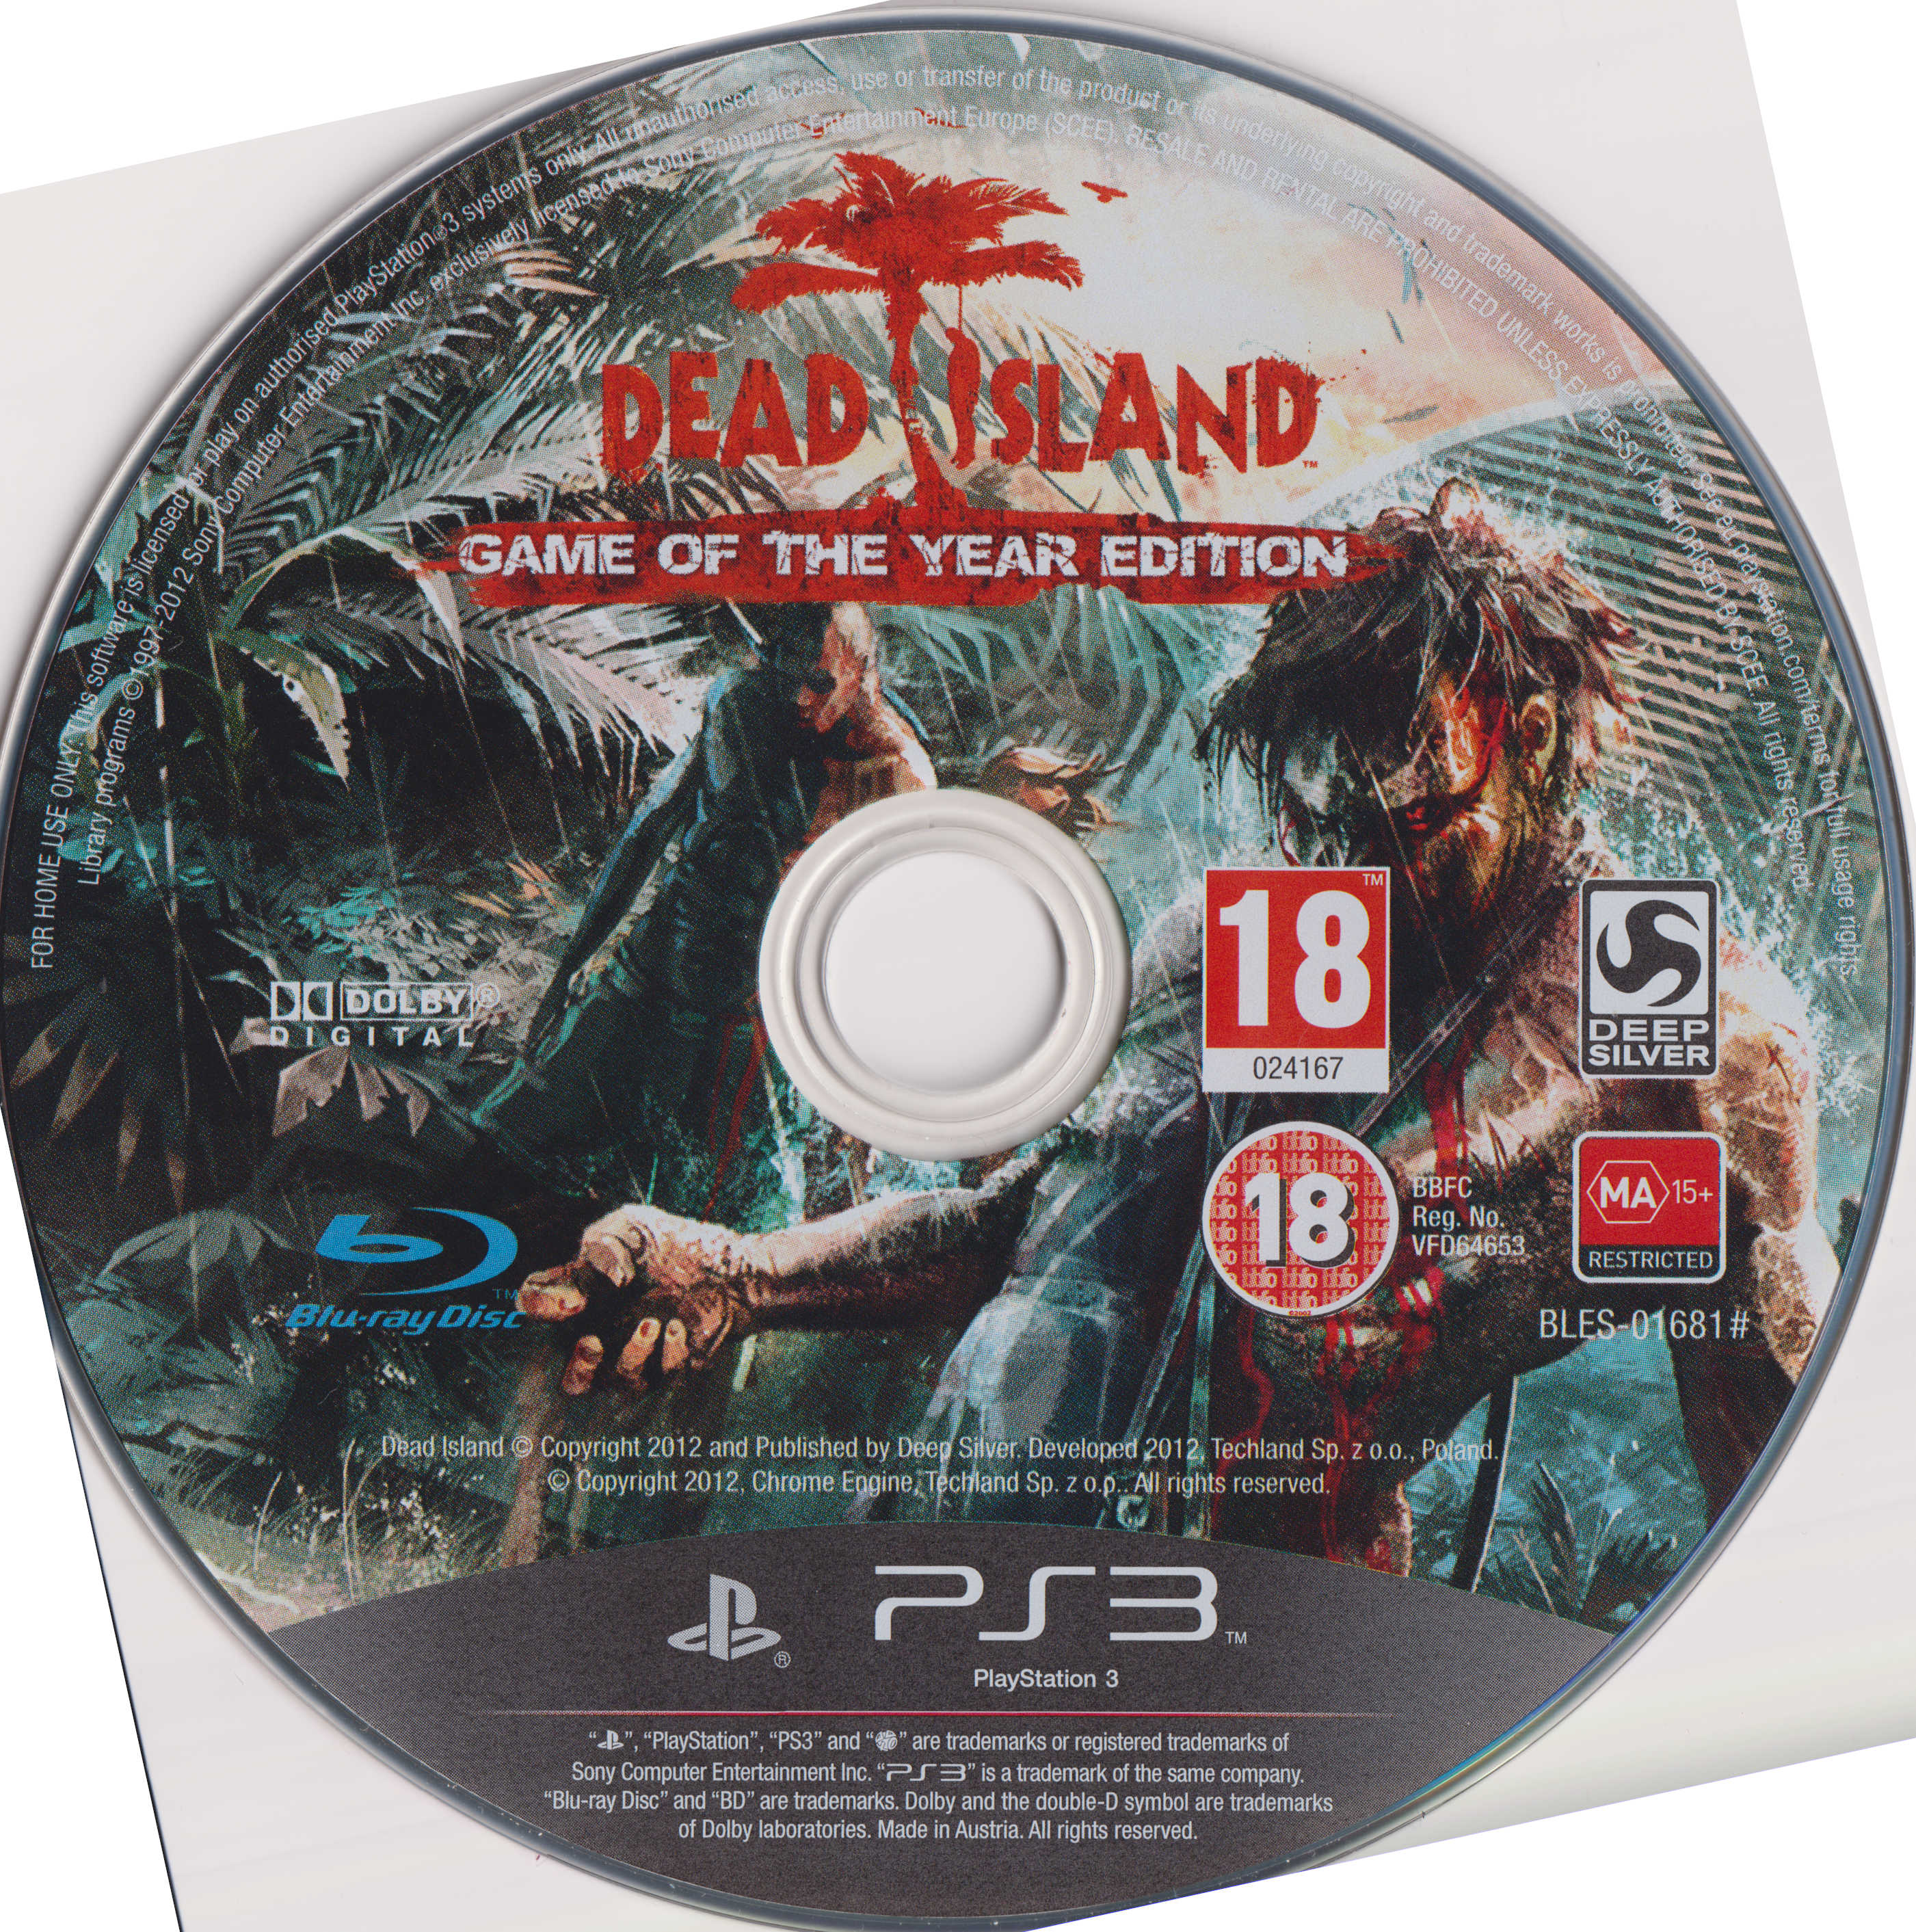 FOR HOME USE ONLY. This software is licensed for play on authorised PlayStation®3 systems only. All unauthorised access, use or transfer of the product or its underlying copyright and trademark works is prohibited. See eu.playstation.com/terms for full usage rights.
Library programs ©1997-2012 Sony Computer Entertainment Inc. exclusively licensed to Sony Computer Entertainment Europe (SCEE). RESALE AND RENTAL ARE PROHIBITED UNLESS EXPRESSLY AUTHORISED BY SCEE. All rights reserved.
DEAD ISLAND™
GAME OF THE YEAR EDITION
DOLBY®
DIGITAL
18™
024167
DEEP
SILVER
Blu-ray Disc™
18
BBFC
Reg. No.
VFD64653
MA 15+
RESTRICTED
BLES-01681#
Dead Island © Copyright 2012 and Published by Deep Silver. Developed 2012, Techland Sp. z o.o., Poland.
© Copyright 2012, Chrome Engine, Techland Sp. z o.p.. All rights reserved.
PS3™
PlayStation 3
“ ”, “PlayStation”, “PS3” and “ ” are trademarks or registered trademarks of
Sony Computer Entertainment Inc. “PS3” is a trademark of the same company.
“Blu-ray Disc” and “BD” are trademarks. Dolby and the double-D symbol are trademarks
of Dolby laboratories. Made in Austria. All rights reserved.